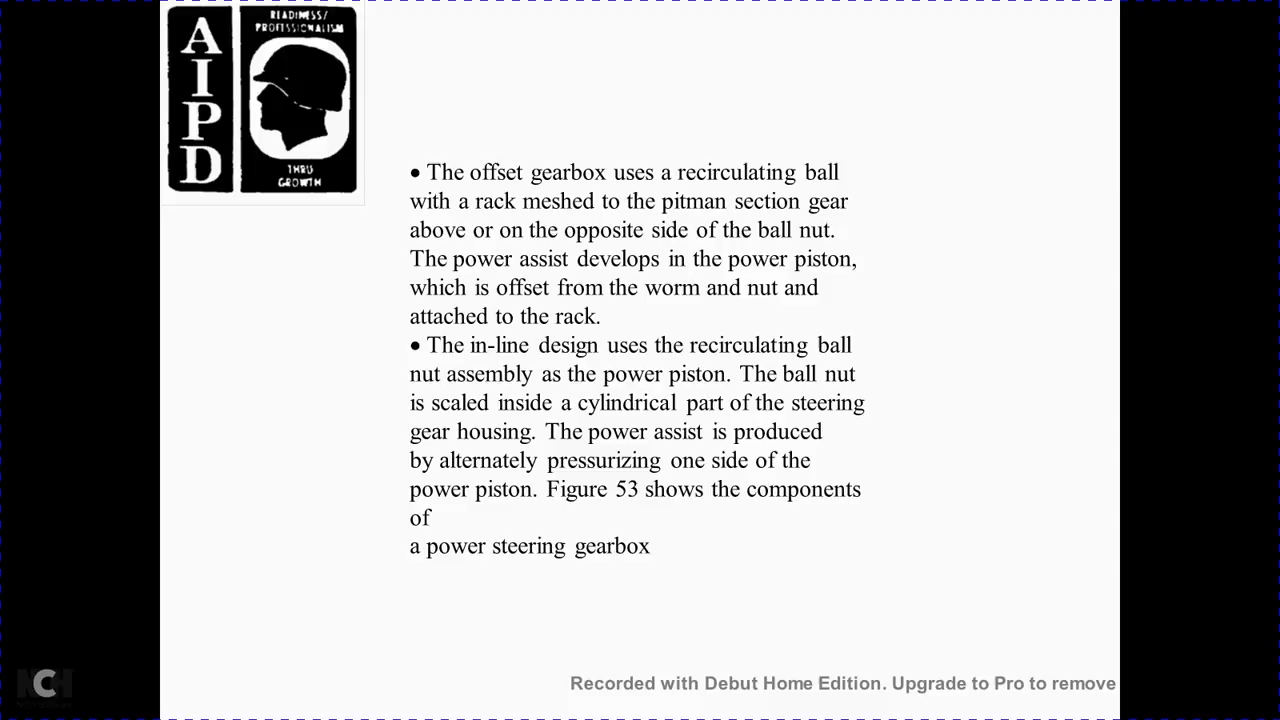 AIPD
READINESS/
PROFESSIONALISM
THRU
GROWTH
• The offset gearbox uses a recirculating ball
with a rack meshed to the pitman section gear
above or on the opposite side of the ball nut.
The power assist develops in the power piston,
which is offset from the worm and nut and
attached to the rack.
• The in-line design uses the recirculating ball
nut assembly as the power piston. The ball nut
is scaled inside a cylindrical part of the steering
gear housing. The power assist is produced
by alternately pressurizing one side of the
power piston. Figure 53 shows the components
of
a power steering gearbox
NCH
Recorded with Debut Home Edition. Upgrade to Pro to remove